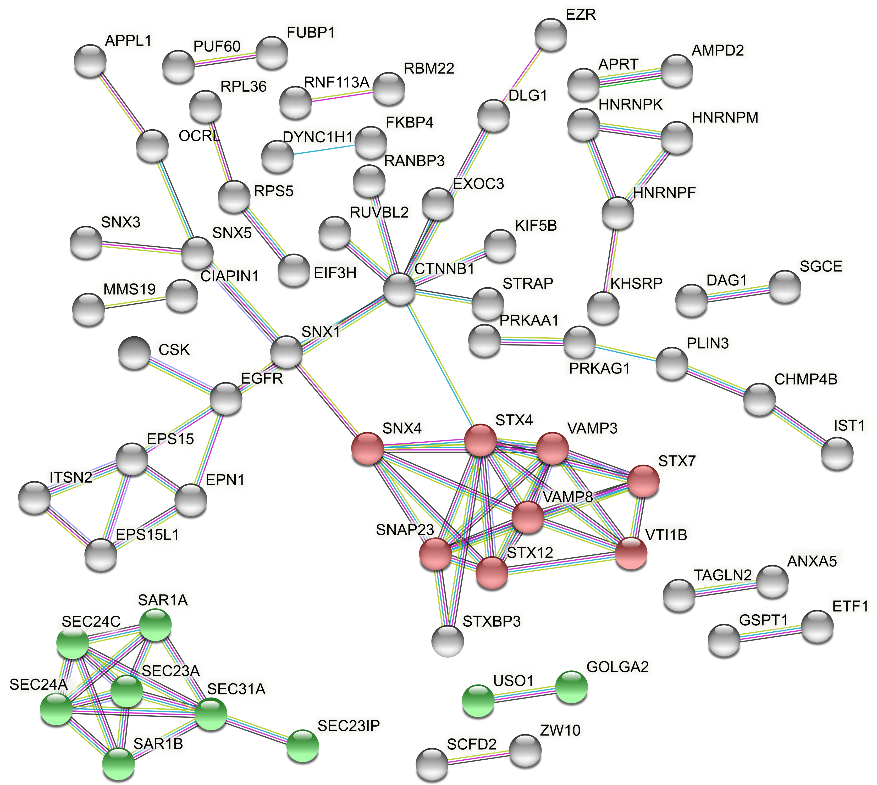 EZR
APPL1
FUBP1
PUF60
AMPD2
APRT
RBM22
RNF113A
RPL36
DLG1
HNRNPK
HNRNPM
FKBP4
OCRL
DYNC1H1
RANBP3
EXOC3
RPS5
HNRNPF
RUVBL2
SNX3
SNX5
KIF5B
CIAPIN1
EIF3H
CTNNB1
SGCE
DAG1
KHSRP
STRAP
MMS19
PRKAA1
SNX1
CSK
PLIN3
PRKAG1
EGFR
CHMP4B
SNX4
STX4
VAMP3
IST1
EPS15
STX7
ITSN2
EPN1
VAMP8
SNAP23
EPS15L1
VTI1B
STX12
ANXA5
TAGLN2
SAR1A
ETF1
STXBP3
GSPT1
SEC24C
SEC23A
GOLGA2
SEC24A
SEC31A
USO1
SEC23IP
SAR1B
ZW10
SCFD2